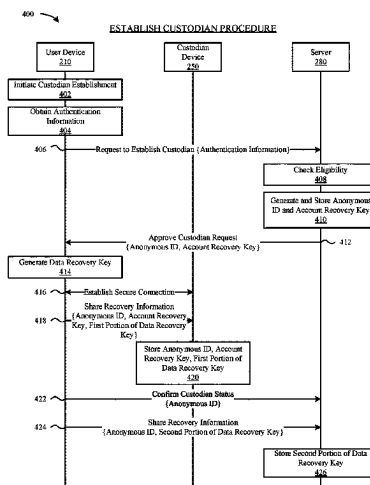 400
ESTABLISH CUSTODIAN PROCEDURE
User Device
210
Custodian
Device
250
Server
280
Initiate Custodian Establishment
402
Obtain Authentication
Information
404
406
Request to Establish Custodian {Authentication Information}
Check Eligibility
408
Generate and Store Anonymous
ID and Account Recovery Key
410
Approve Custodian Request
{Anonymous ID, Account Recovery Key}
412
Generate Data Recovery Key
414
416
Establish Secure Connection
418
Share Recovery Information
{Anonymous ID, Account Recovery
Key, First Portion of Data Recovery
Key}
Store Anonymous ID, Account
Recovery Key, First Portion of
Data Recovery Key
420
422
Confirm Custodian Status
{Anonymous ID}
424
Share Recovery Information
{Anonymous ID, Second Portion of Data Recovery Key}
Store Second Portion of Data
Recovery Key
426